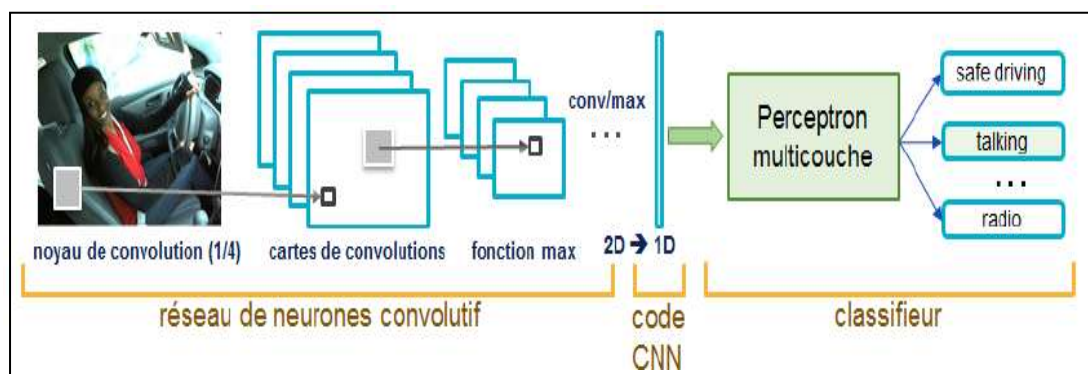 conv/max
...
Perceptron
multicouche
safe driving
talking
...
radio
noyau de convolution (1/4)
cartes de convolutions
fonction max
2D ➔ 1D
réseau de neurones convolutif
code
CNN
classifieur